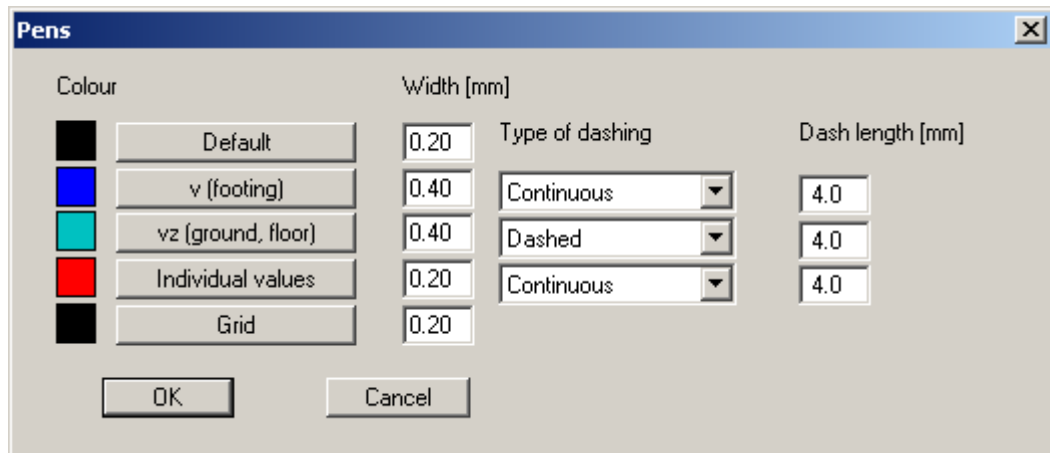 Pens
Colour Width [mm]
Default 0.20 Type of dashing Dash length [mm]
v (footing) 0.40 Continuous 4.0
vz (ground, floor) 0.40 Dashed 4.0
Individual values 0.20 Continuous 4.0
Grid 0.20
OK Cancel